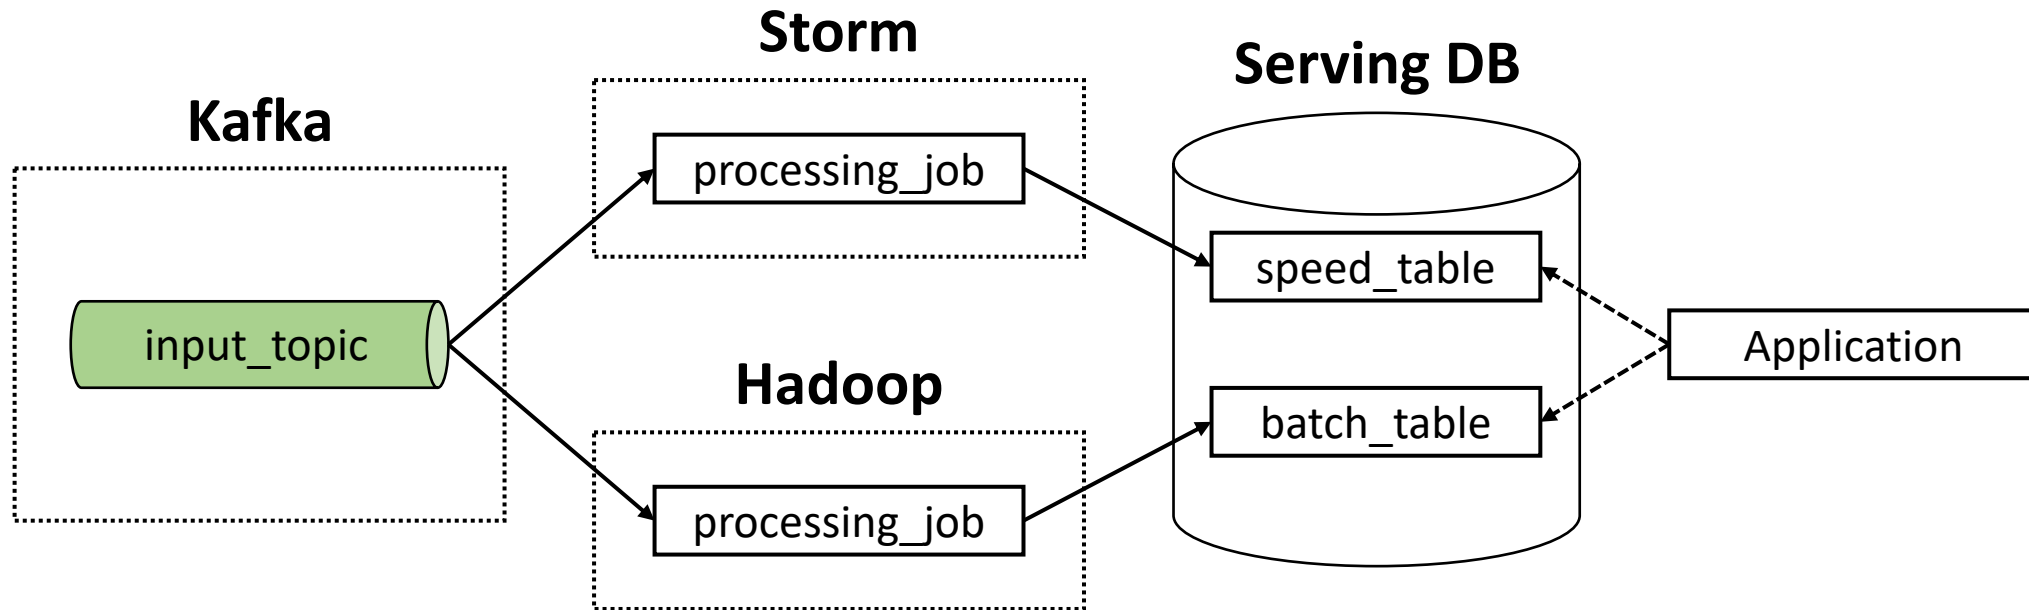 Kafka
input_topic
Storm
processing_job
Hadoop
processing_job
Serving DB
speed_table
batch_table
Application